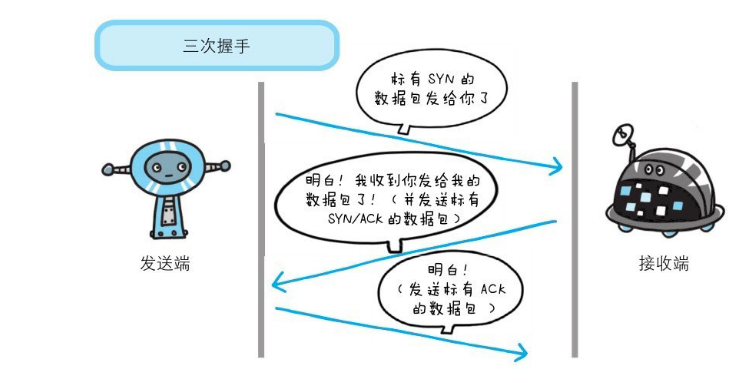 三次握手
标有 SYN 的
数据包发给你了
明白！我收到你发给我的
数据包了！（并发送标有
SYN/ACK 的数据包）
发送端
接收端
明白！
（发送标有 ACK
的数据包）